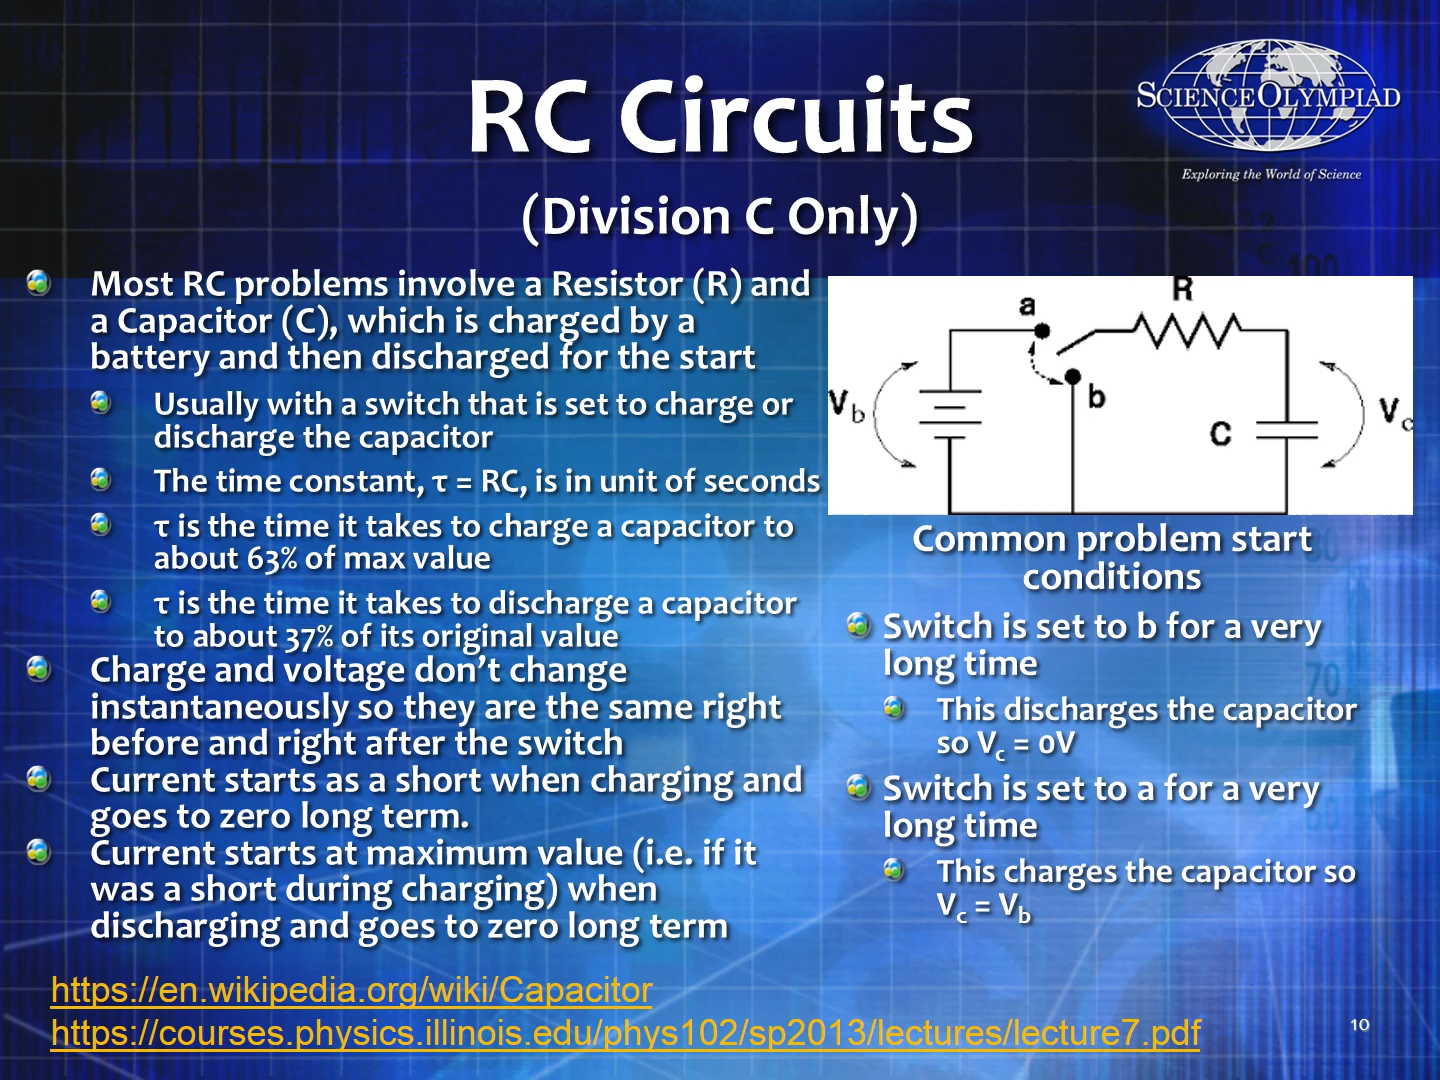 RC Circuits
(Division C Only)
SCIENCE OLYMPIAD
Exploring the World of Science
Most RC problems involve a Resistor (R) and
a Capacitor (C), which is charged by a
battery and then discharged for the start
Usually with a switch that is set to charge or
discharge the capacitor
The time constant, τ = RC, is in unit of seconds
τ is the time it takes to charge a capacitor to
about 63% of max value
τ is the time it takes to discharge a capacitor
to about 37% of its original value
Charge and voltage don’t change
instantaneously so they are the same right
before and right after the switch
Current starts as a short when charging and
goes to zero long term.
Current starts at maximum value (i.e. if it
was a short during charging) when
discharging and goes to zero long term
a
R
b
V_b
C
V_c
Common problem start
conditions
Switch is set to b for a very
long time
This discharges the capacitor
so V_c = 0V
Switch is set to a for a very
long time
This charges the capacitor so
V_c = V_b
https://en.wikipedia.org/wiki/Capacitor
https://courses.physics.illinois.edu/phys102/sp2013/lectures/lecture7.pdf
10
100
70